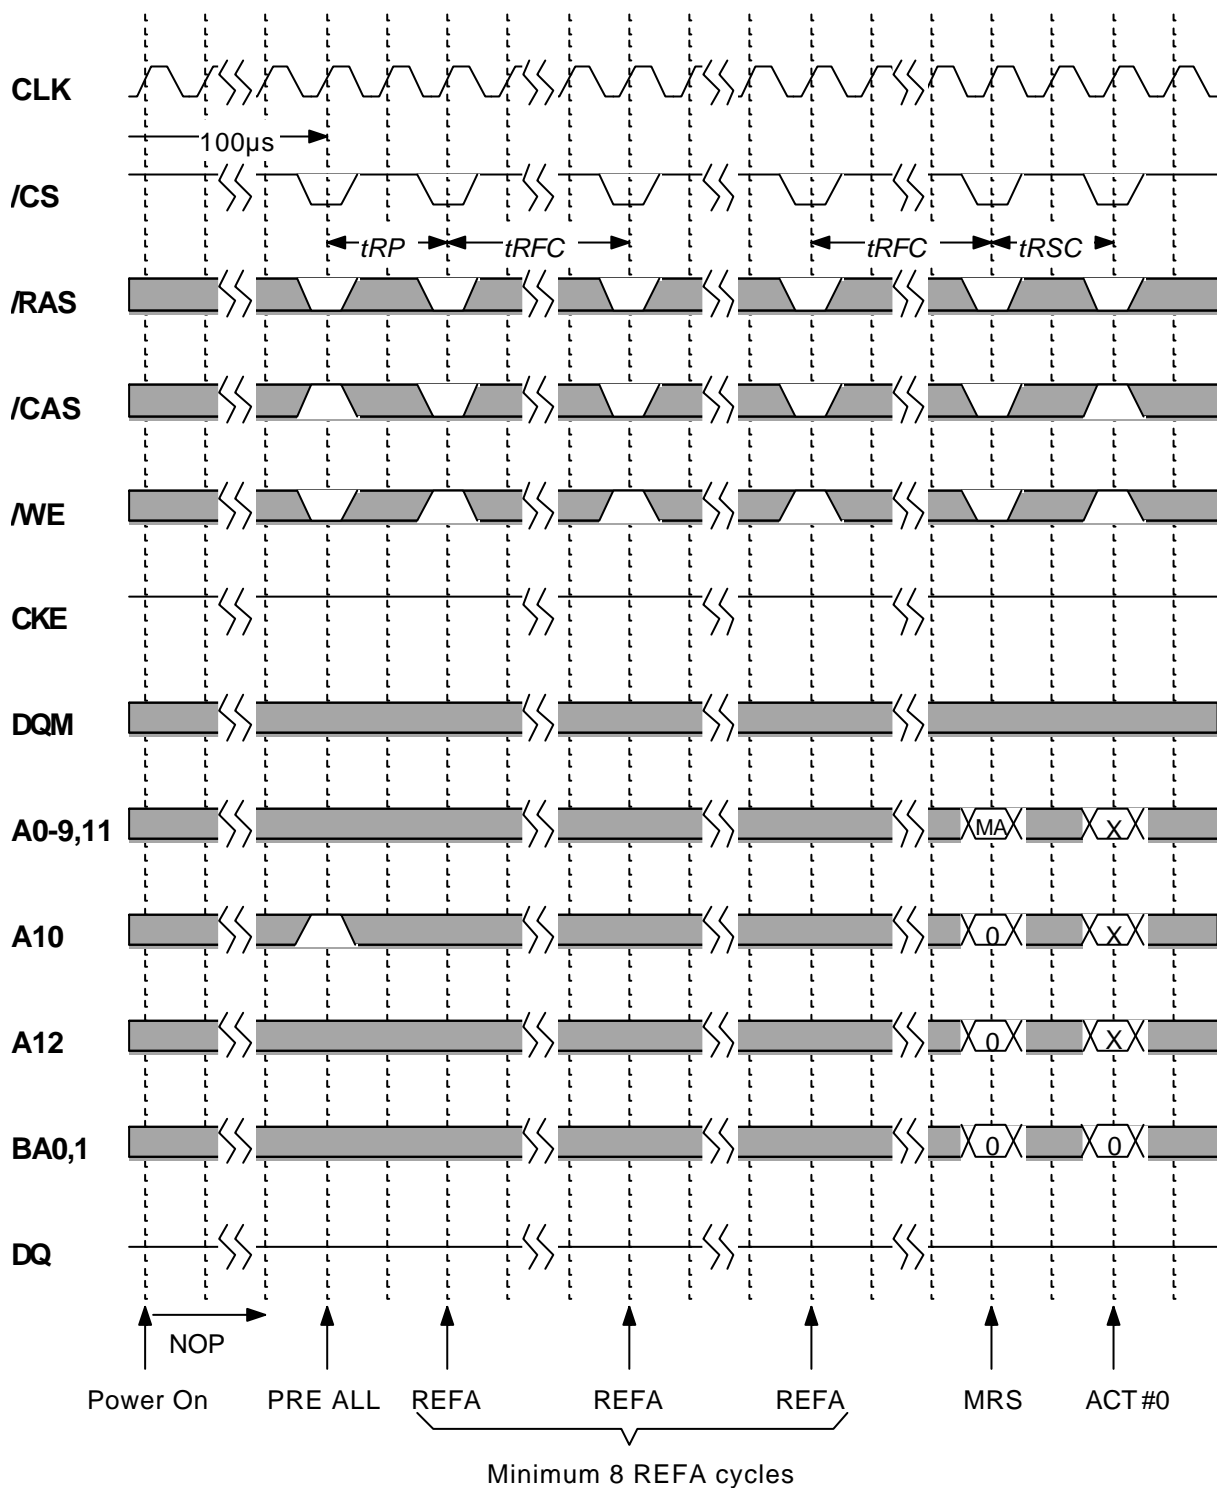 CLK
100µs
/CS
tRP tRFC tRFC tRSC
/RAS
/CAS
/WE
CKE
DQM
A0-9,11 MA X
A10 0 X
A12 0 X
BA0,1 0 0
DQ
NOP
Power On PRE ALL REFA REFA REFA MRS ACT#0
Minimum 8 REFA cycles